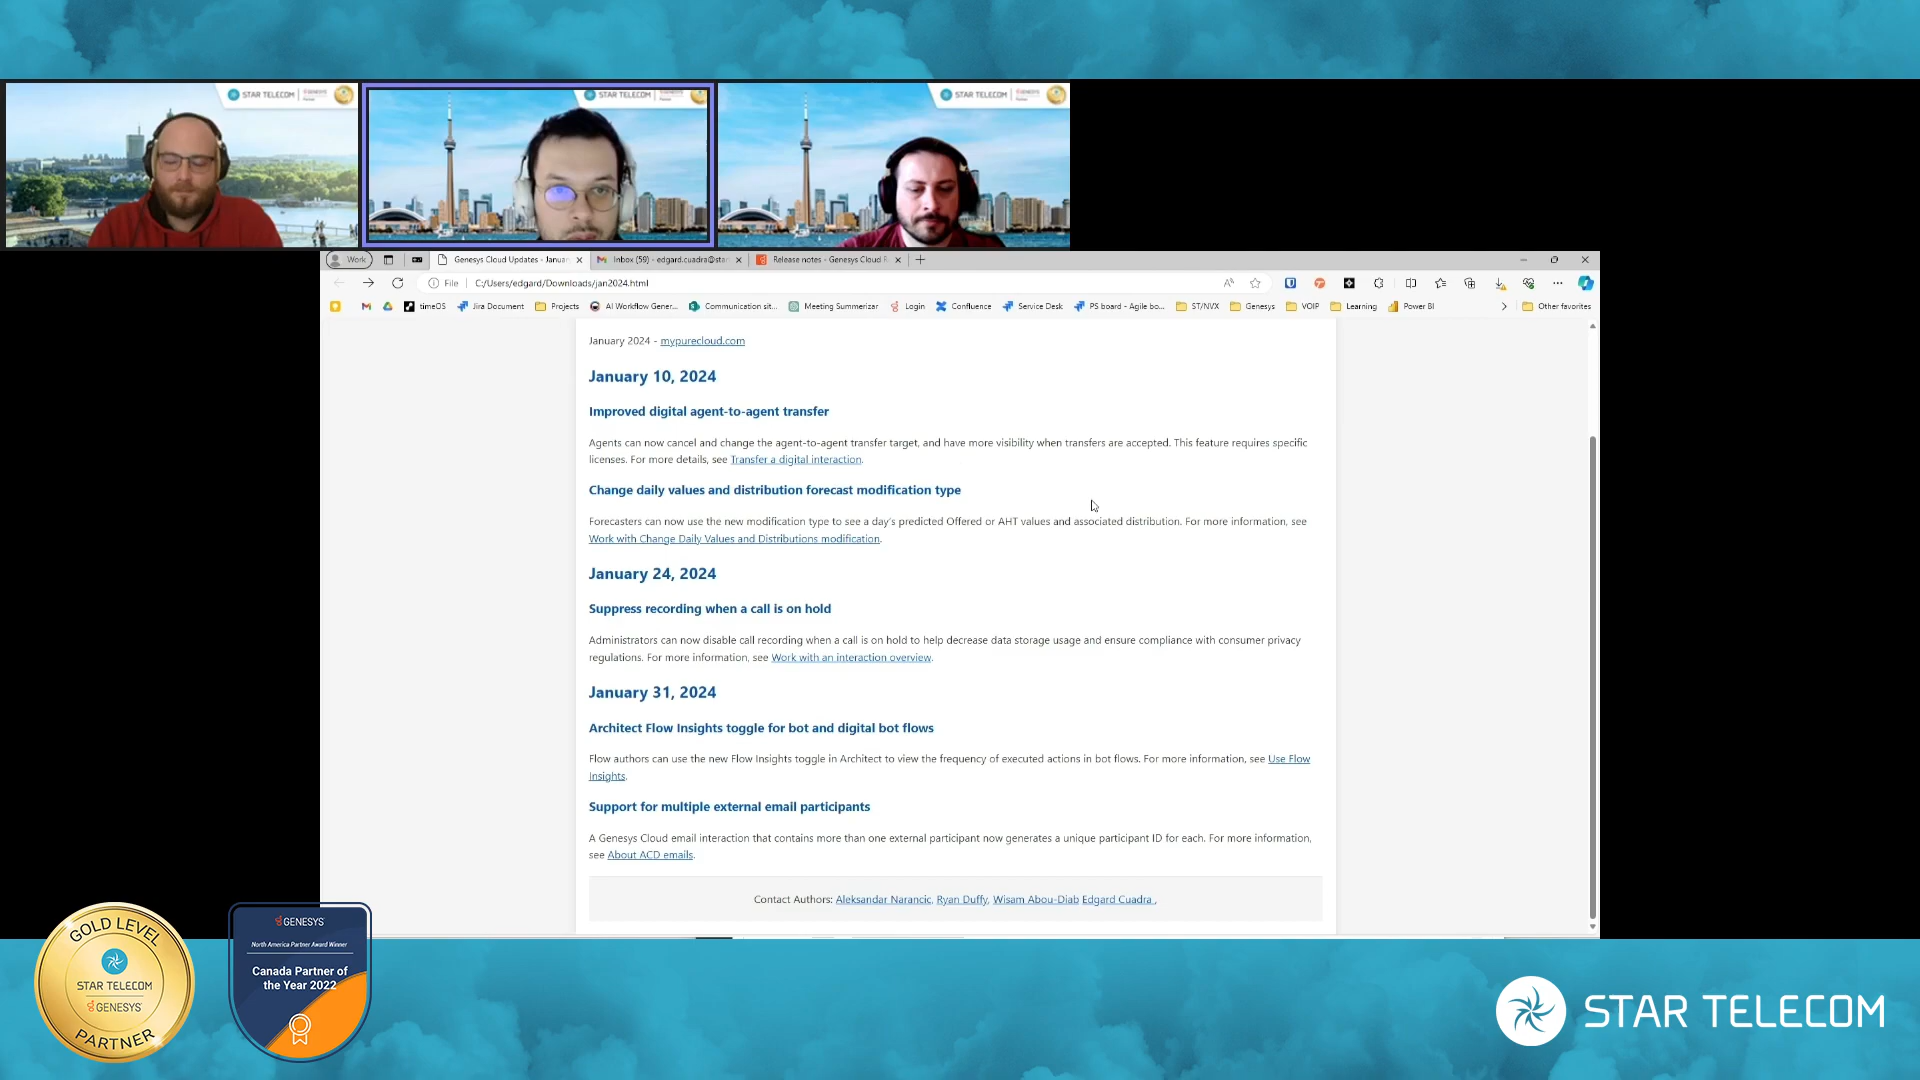 STAR TELECOM
GENESYS
STAR TELECOM
STAR TELECOM
Work
Genesys Cloud Updates - Januar
Inbox (59) - edgard.cuadra@star
Release notes - Genesys Cloud R
File
C:/Users/edgard/Downloads/jan2024.html
timeOS
Jira Document
Projects
AI Workflow Gener...
Communication sit...
Meeting Summarizer
Login
Confluence
Service Desk
PS board - Agile bo...
ST/NVX
Genesys
VOIP
Learning
Power BI
Other favorites
January 2024 - mypurecloud.com
January 10, 2024
Improved digital agent-to-agent transfer
Agents can now cancel and change the agent-to-agent transfer target, and have more visibility when transfers are accepted. This feature requires specific
licenses. For more details, see Transfer a digital interaction.
Change daily values and distribution forecast modification type
Forecasters can now use the new modification type to see a day's predicted Offered or AHT values and associated distribution. For more information, see
Work with Change Daily Values and Distributions modification.
January 24, 2024
Suppress recording when a call is on hold
Administrators can now disable call recording when a call is on hold to help decrease data storage usage and ensure compliance with consumer privacy
regulations. For more information, see Work with an interaction overview.
January 31, 2024
Architect Flow Insights toggle for bot and digital bot flows
Flow authors can use the new Flow Insights toggle in Architect to view the frequency of executed actions in bot flows. For more information, see Use Flow
Insights.
Support for multiple external email participants
A Genesys Cloud email interaction that contains more than one external participant now generates a unique participant ID for each. For more information,
see About ACD emails.
Contact Authors: Aleksandar Narancic, Ryan Duffy, Wisam Abou-Diab Edgard Cuadra ,
GOLD LEVEL
STAR TELECOM
GENESYS
PARTNER
GENESYS
North America Partner Award Winner
Canada Partner of
the Year 2022
STAR TELECOM